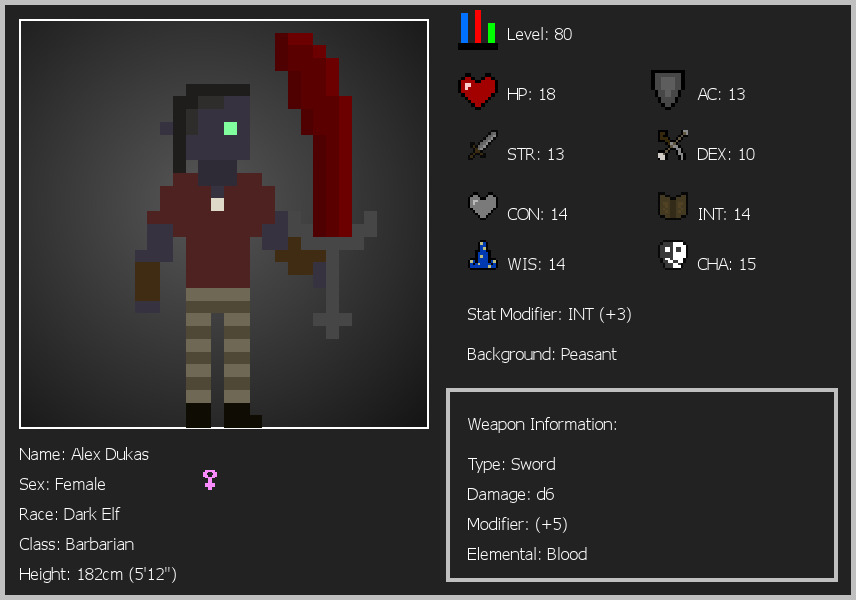 Level: 80
HP: 18
AC: 13
STR: 13
DEX: 10
CON: 14
INT: 14
WIS: 14
CHA: 15
Stat Modifier: INT (+3)
Background: Peasant
Weapon Information:
Type: Sword
Damage: d6
Modifier: (+5)
Elemental: Blood
Name: Alex Dukas
Sex: Female
Race: Dark Elf
Class: Barbarian
Height: 182cm (5'12")